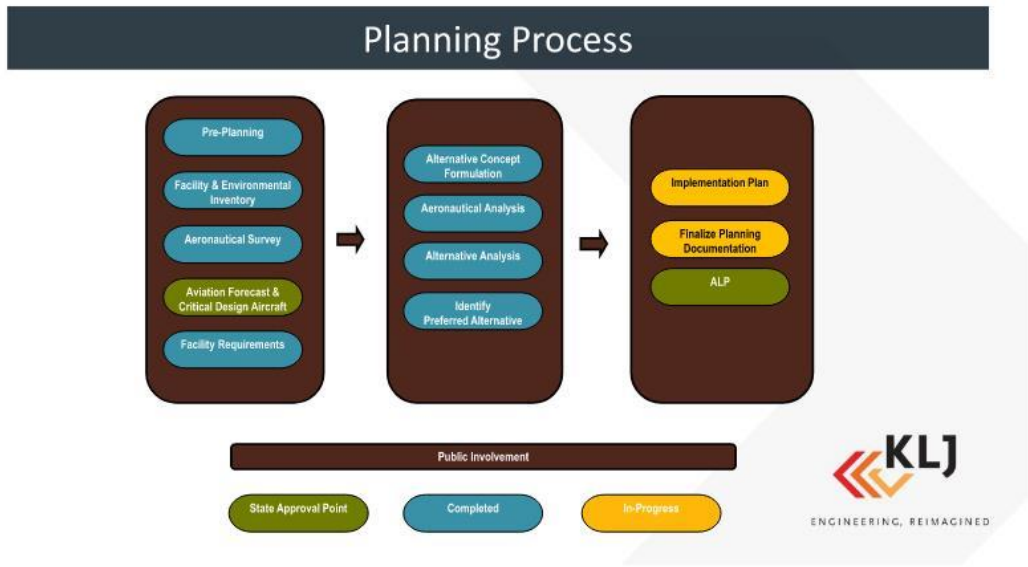 Planning Process
Pre-Planning
Facility & Environmental
Inventory
Aeronautical Survey
Aviation Forecast &
Critical Design Aircraft
Facility Requirements
Alternative Concept
Formulation
Aeronautical Analysis
Alternative Analysis
Identify
Preferred Alternative
Implementation Plan
Finalize Planning
Documentation
ALP
Public Involvement
State Approval Point
Completed
In-Progress
KLJ
ENGINEERING, REIMAGINED